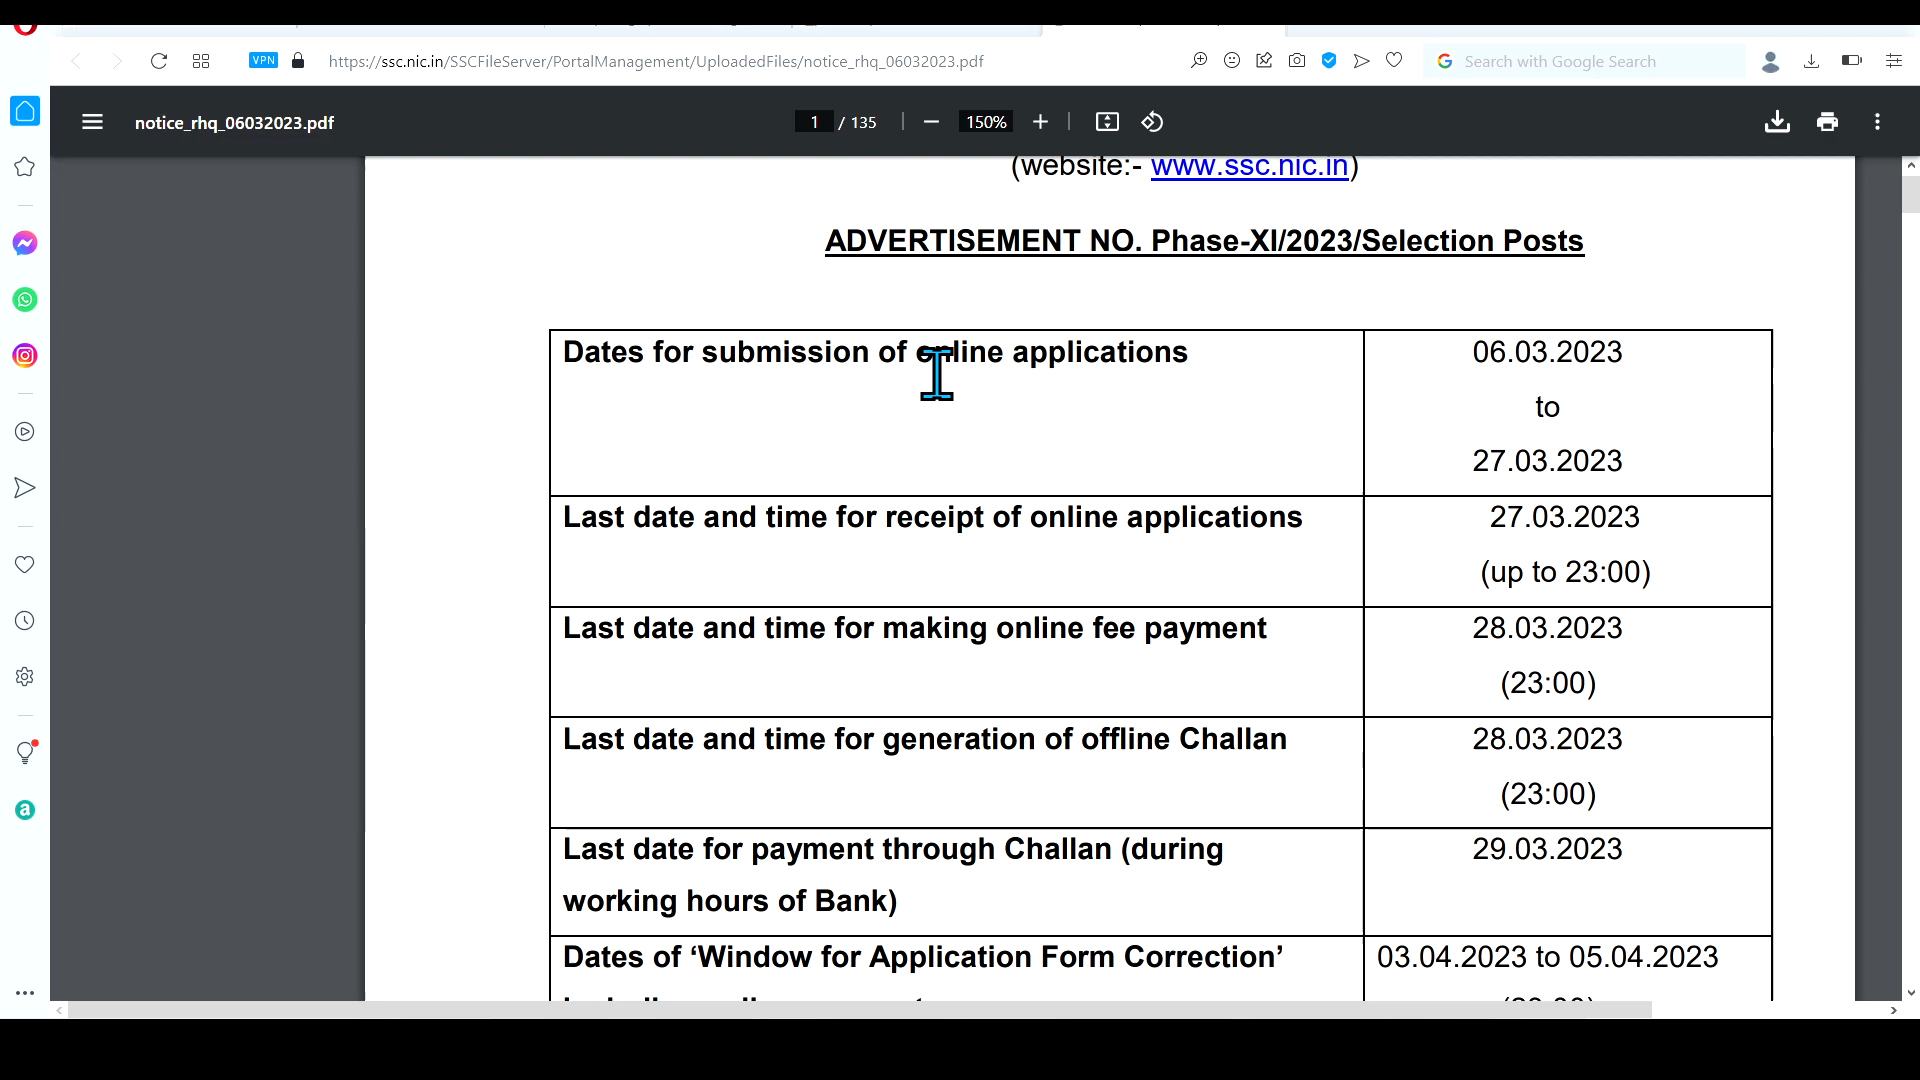 VPN
https://ssc.nic.in/SSCFileServer/PortalManagement/UploadedFiles/notice_rhq_06032023.pdf
Search with Google Search
notice_rhq_06032023.pdf
1 / 135
150%
(website:- www.ssc.nic.in)
ADVERTISEMENT NO. Phase-XI/2023/Selection Posts
Dates for submission of online applications
06.03.2023
to
27.03.2023
Last date and time for receipt of online applications
27.03.2023
(up to 23:00)
Last date and time for making online fee payment
28.03.2023
(23:00)
Last date and time for generation of offline Challan
28.03.2023
(23:00)
Last date for payment through Challan (during
working hours of Bank)
29.03.2023
Dates of ‘Window for Application Form Correction’
03.04.2023 to 05.04.2023